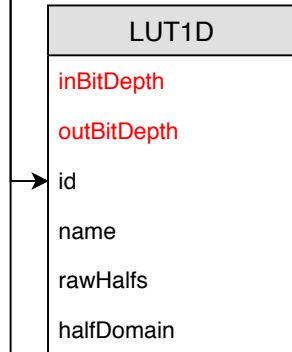 LUT1D
inBitDepth
outBitDepth
id
name
rawHalfs
halfDomain